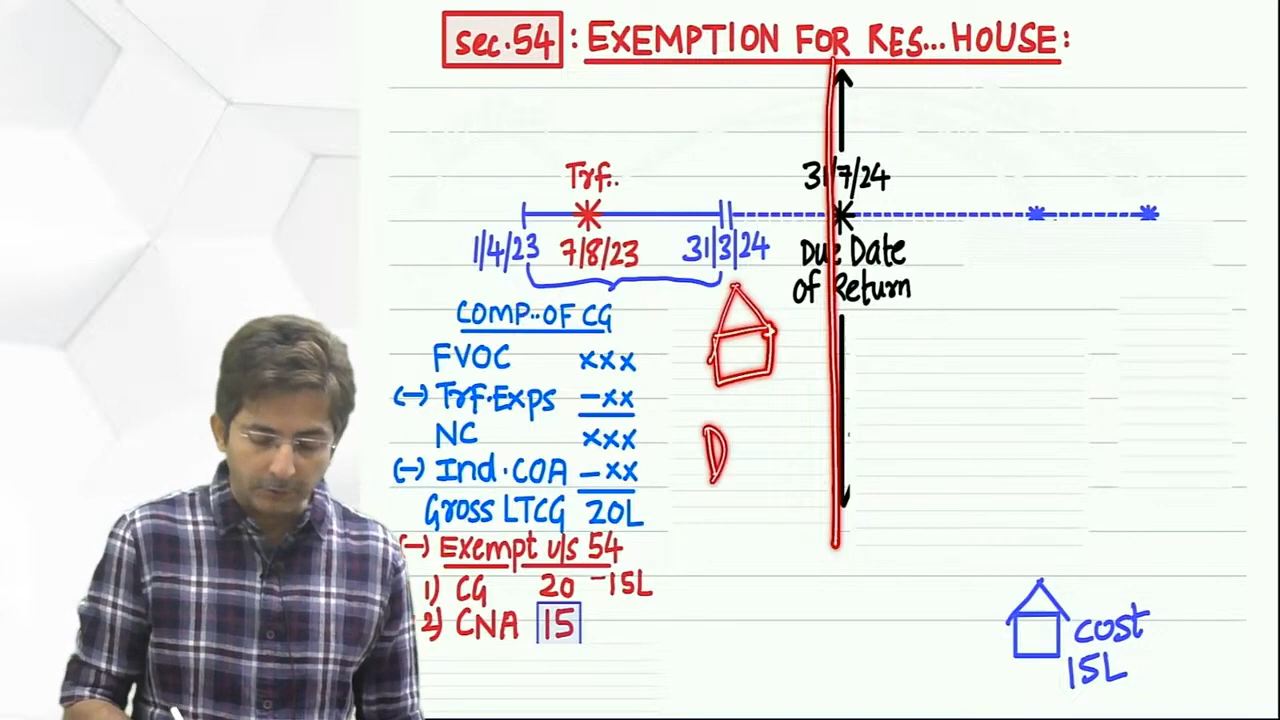 sec.54 : EXEMPTION FOR RES... HOUSE:
Trf..
31/7/24
1/4/23 7/8/23 31/3/24
Due Date
of Return
COMP..OF CG
FVOC xxx
(-) Trf.Exps -xx
NC xxx
(-) Ind.COA -xx
Gross LTCG 20L
(-) Exempt u/s 54
1) CG 20 -15L
2) CNA 15
D
cost
15L